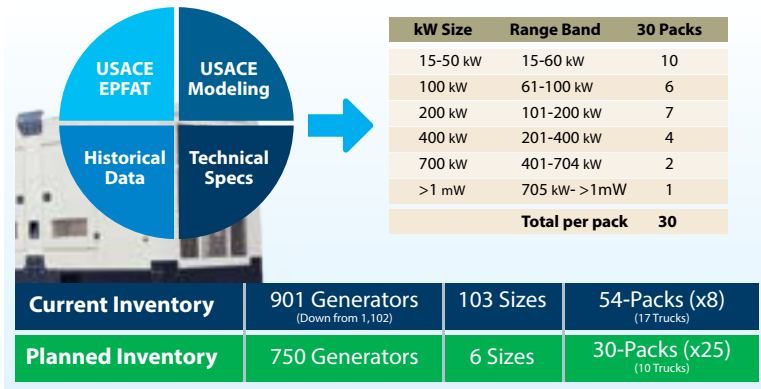 USACE
EPFAT
USACE
Modeling
Historical
Data
Technical
Specs
kW Size Range Band 30 Packs
15-50 kW 15-60 kW 10
100 kW 61-100 kW 6
200 kW 101-200 kW 7
400 kW 201-400 kW 4
700 kW 401-704 kW 2
>1 mW 705 kW- >1mW 1
Total per pack 30
Current Inventory 901 Generators 103 Sizes 54-Packs (x8)
(Down from 1,102) (17 Trucks)
Planned Inventory 750 Generators 6 Sizes 30-Packs (x25)
(10 Trucks)